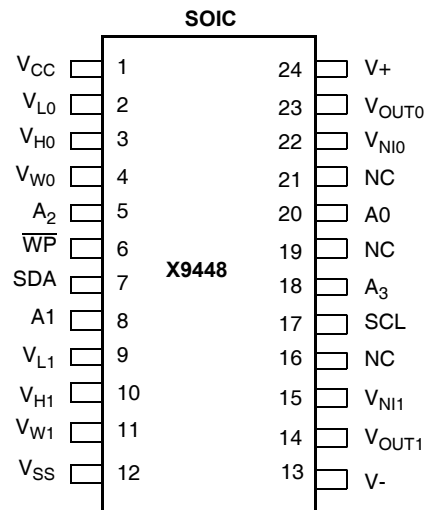 SOIC
VCC 1 24 V+
VL0 2 23 VOUT0
VH0 3 22 VNI0
VW0 4 21 NC
A2 5 20 A0
WP 6 19 NC
X9448
SDA 7 18 A3
A1 8 17 SCL
VL1 9 16 NC
VH1 10 15 VNI1
VW1 11 14 VOUT1
VSS 12 13 V-